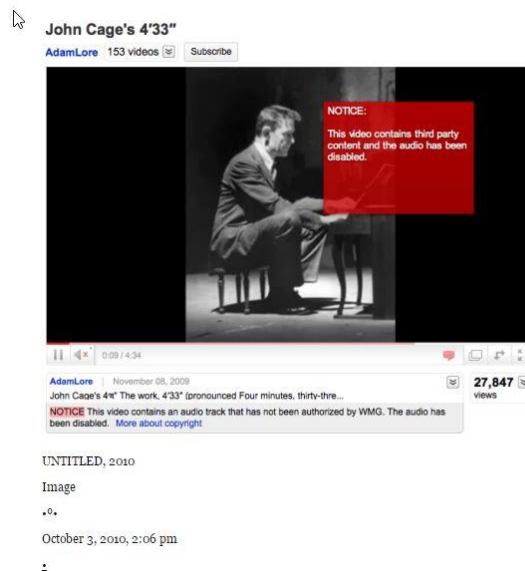 John Cage's 4′33″
AdamLore 153 videos Subscribe
NOTICE:
This video contains third party
content and the audio has been
disabled.
0:09 / 4:34
AdamLore | November 08, 2009
27,847
views
John Cage's 4'33" The work, 4'33" (pronounced Four minutes, thirty-thre...
NOTICE This video contains an audio track that has not been authorized by WMG. The audio has
been disabled. More about copyright
UNTITLED, 2010
Image
•º•
October 3, 2010, 2:06 pm
•